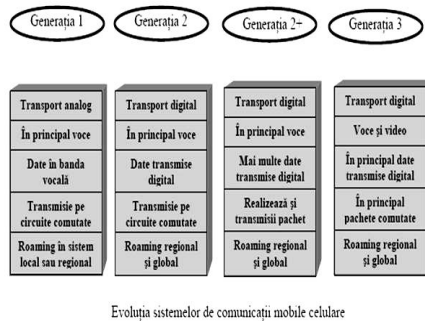 Generația 1
Generația 2
Generația 2+
Generația 3
Transport analog
În principal voce
Date în banda
vocală
Transmisie pe
circuite comutate
Roaming în sistem
local sau regional
Transport digital
În principal voce
Date transmise
digital
Transmisie pe
circuite comutate
Roaming regional
și global
Transport digital
În principal voce
Mai multe date
transmise digital
Realizează și
transmisii pachet
Roaming regional
și global
Transport digital
Voce și video
În principal date
transmise digital
În principal
pachete comutate
Roaming regional
și global
Evoluția sistemelor de comunicații mobile celulare